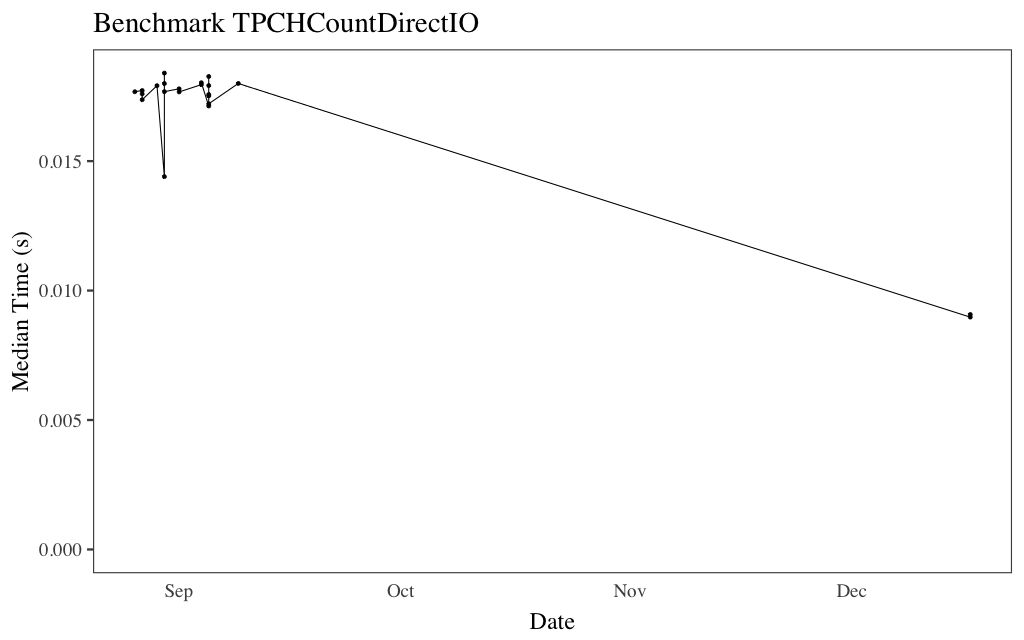 Benchmark TPCHCountDirectIO
Median Time (s)
0.015
0.010
0.005
0.000
Sep Oct Nov Dec
Date